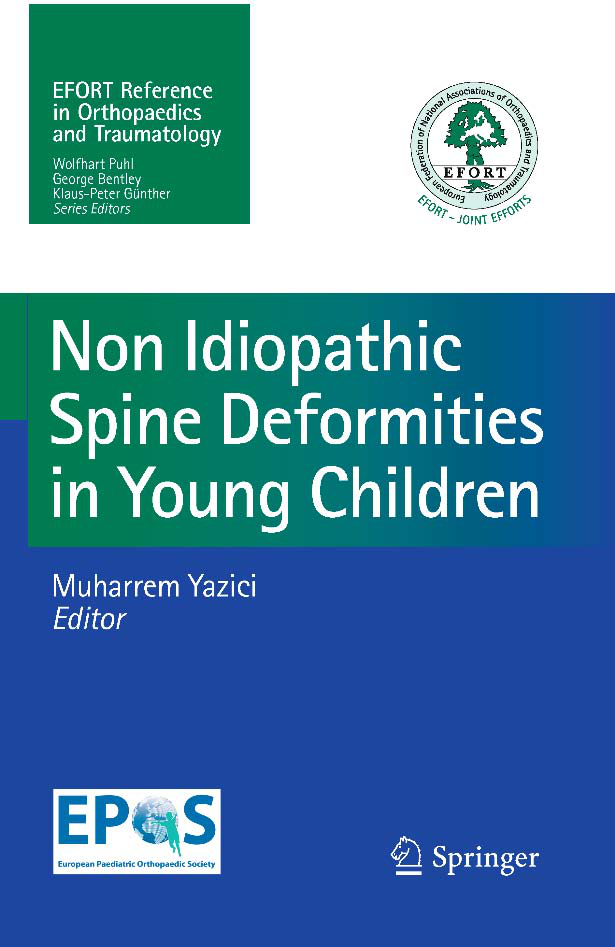 EFORT Reference
in Orthopaedics
and Traumatology
Wolfhart Puhl
George Bentley
Klaus-Peter Günther
Series Editors
European Federation of National Associations of Orthopaedics and Traumatology
EFORT
EFORT – JOINT EFFORTS
Non Idiopathic
Spine Deformities
in Young Children
Muharrem Yazici
Editor
EPOS
European Paediatric Orthopaedic Society
Springer